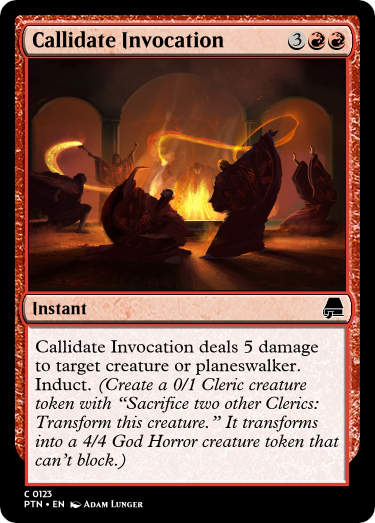 Callidate Invocation 3
Instant
Callidate Invocation deals 5 damage
to target creature or planeswalker.
Induct. (Create a 0/1 Cleric creature
token with “Sacrifice two other Clerics:
Transform this creature.” It transforms
into a 4/4 God Horror creature token that
can't block.)
C 0123
PTN • EN Adam Lunger